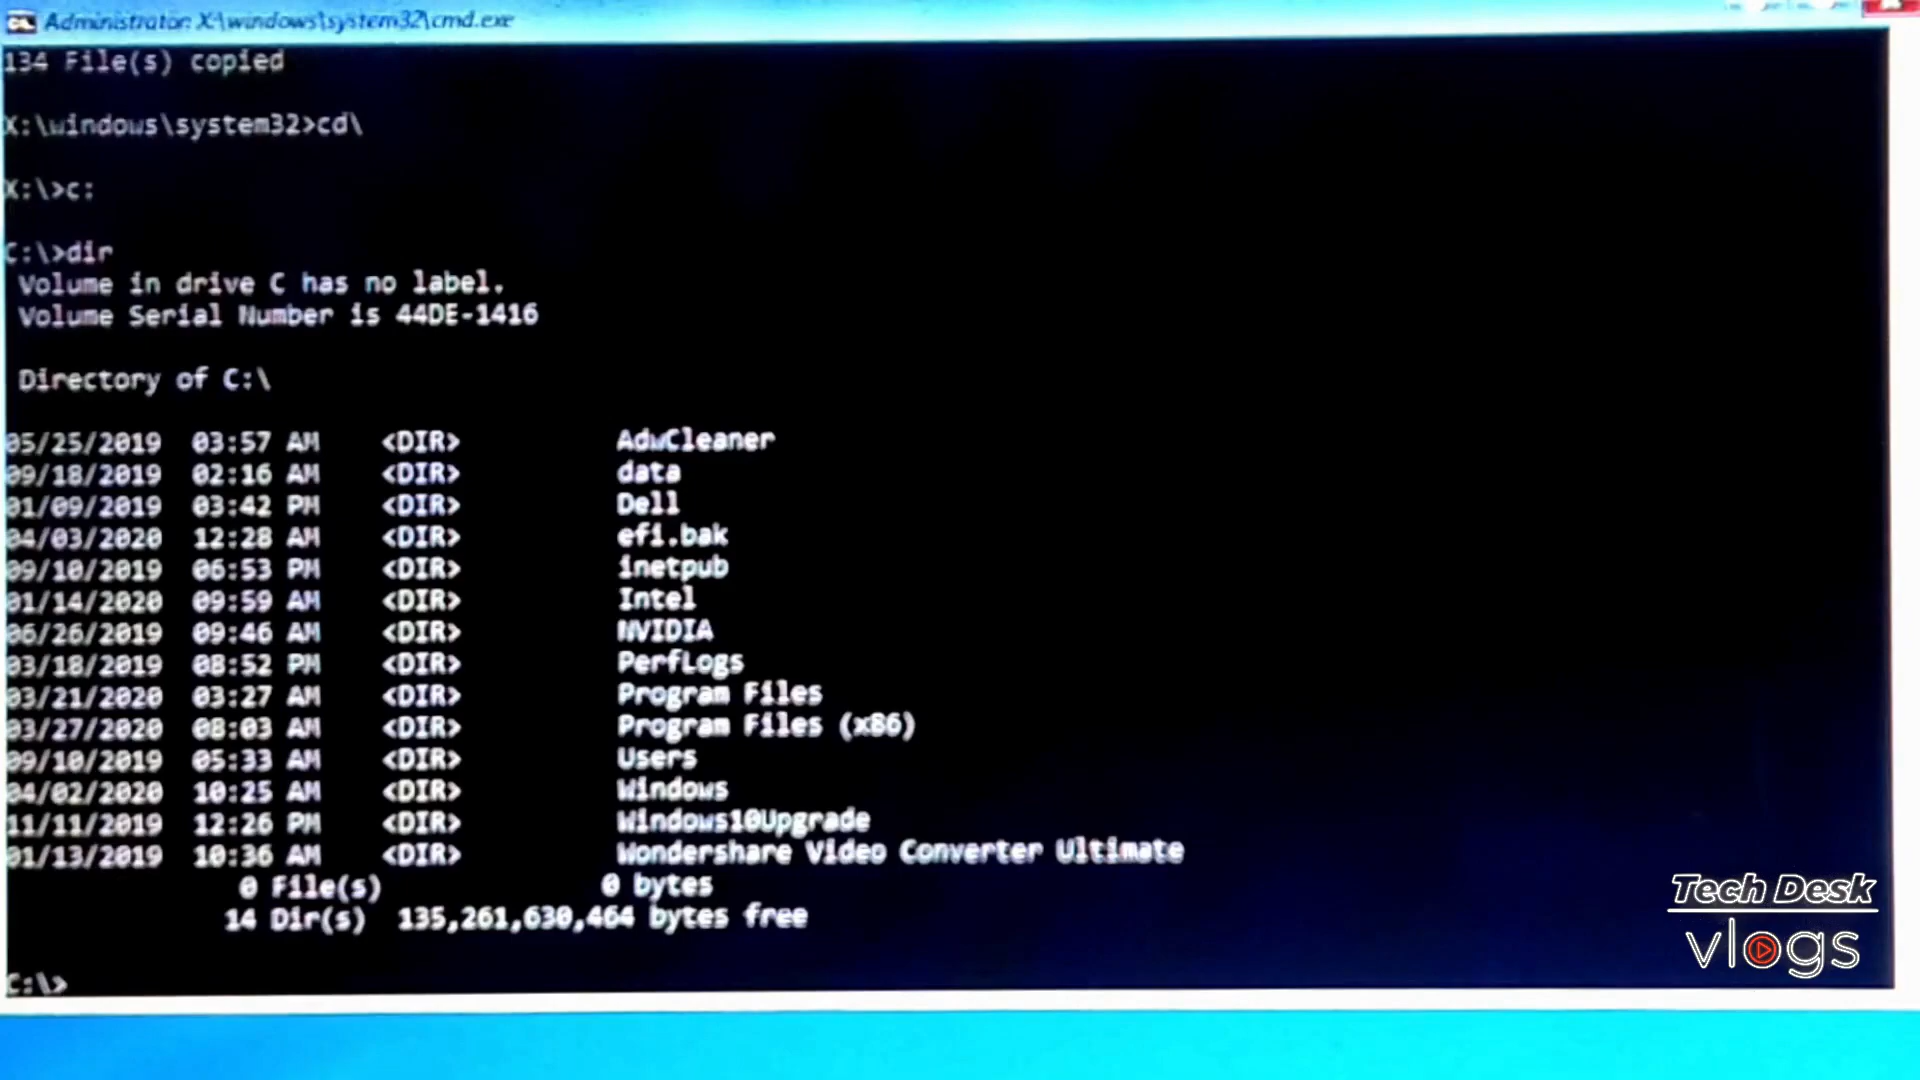 Administrator: X:\windows\system32\cmd.exe
134 File(s) copied
X:\windows\system32>cd\
X:\>c:
C:\>dir
Volume in drive C has no label.
Volume Serial Number is 44DE-1416
Directory of C:\
05/25/2019 03:57 AM <DIR> AdwCleaner
09/18/2019 02:16 AM <DIR> data
01/09/2019 03:42 PM <DIR> Dell
04/03/2020 12:28 AM <DIR> efi.bak
09/10/2019 06:53 PM <DIR> inetpub
01/14/2020 09:59 AM <DIR> Intel
06/26/2019 09:46 AM <DIR> NVIDIA
03/18/2019 08:52 PM <DIR> PerfLogs
03/21/2020 03:27 AM <DIR> Program Files
03/27/2020 08:03 AM <DIR> Program Files (x86)
09/10/2019 05:33 AM <DIR> Users
04/02/2020 10:25 AM <DIR> Windows
11/11/2019 12:26 PM <DIR> Windows10Upgrade
01/13/2019 10:36 AM <DIR> Wondershare Video Converter Ultimate
0 File(s) 0 bytes
14 Dir(s) 135,261,630,464 bytes free
C:\>
Tech Desk
vlogs